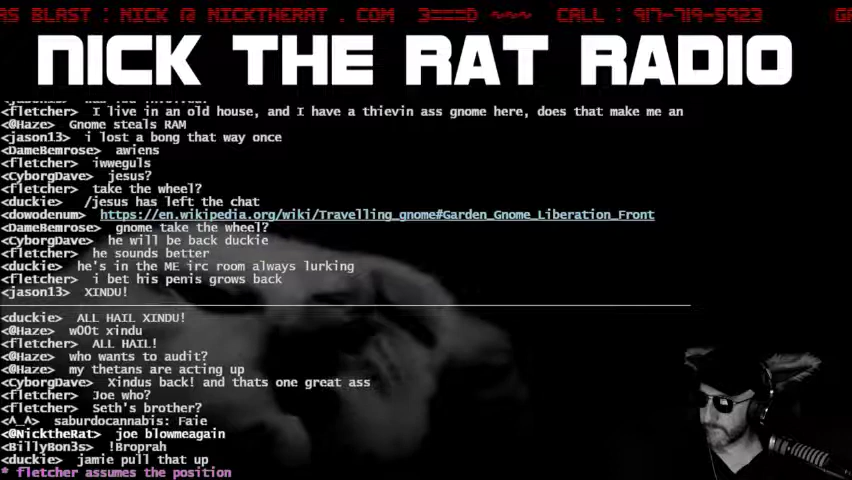 RS BLAST : NICK @ NICKTHERAT . COM 3===D ~~~ CALL : 917-719-5923
NICK THE RAT RADIO
<fletcher> I live in an old house, and I have a thievin ass gnome here, does that make me an
<@Haze> Gnome steals RAM
<jason13> i lost a bong that way once
<DameBemrose> awiens
<fletcher> iwweguls
<CyborgDave> jesus?
<fletcher> take the wheel?
<duckie> /jesus has left the chat
<dowodenum> https://en.wikipedia.org/wiki/Travelling_gnome#Garden_Gnome_Liberation_Front
<DameBemrose> gnome take the wheel?
<CyborgDave> he will be back duckie
<fletcher> he sounds better
<duckie> he's in the ME irc room always lurking
<fletcher> i bet his penis grows back
<jason13> XINDU!
<duckie> ALL HAIL XINDU!
<@Haze> w00t xindu
<fletcher> ALL HAIL!
<@Haze> who wants to audit?
<@Haze> my thetans are acting up
<CyborgDave> Xindus back! and thats one great ass
<fletcher> Joe who?
<fletcher> Seth's brother?
<^_^> saburdocannabis: Faie
<@NicktheRat> joe blowmeagain
<BillyBon3s> !Broprah
<duckie> jamie pull that up
* fletcher assumes the position